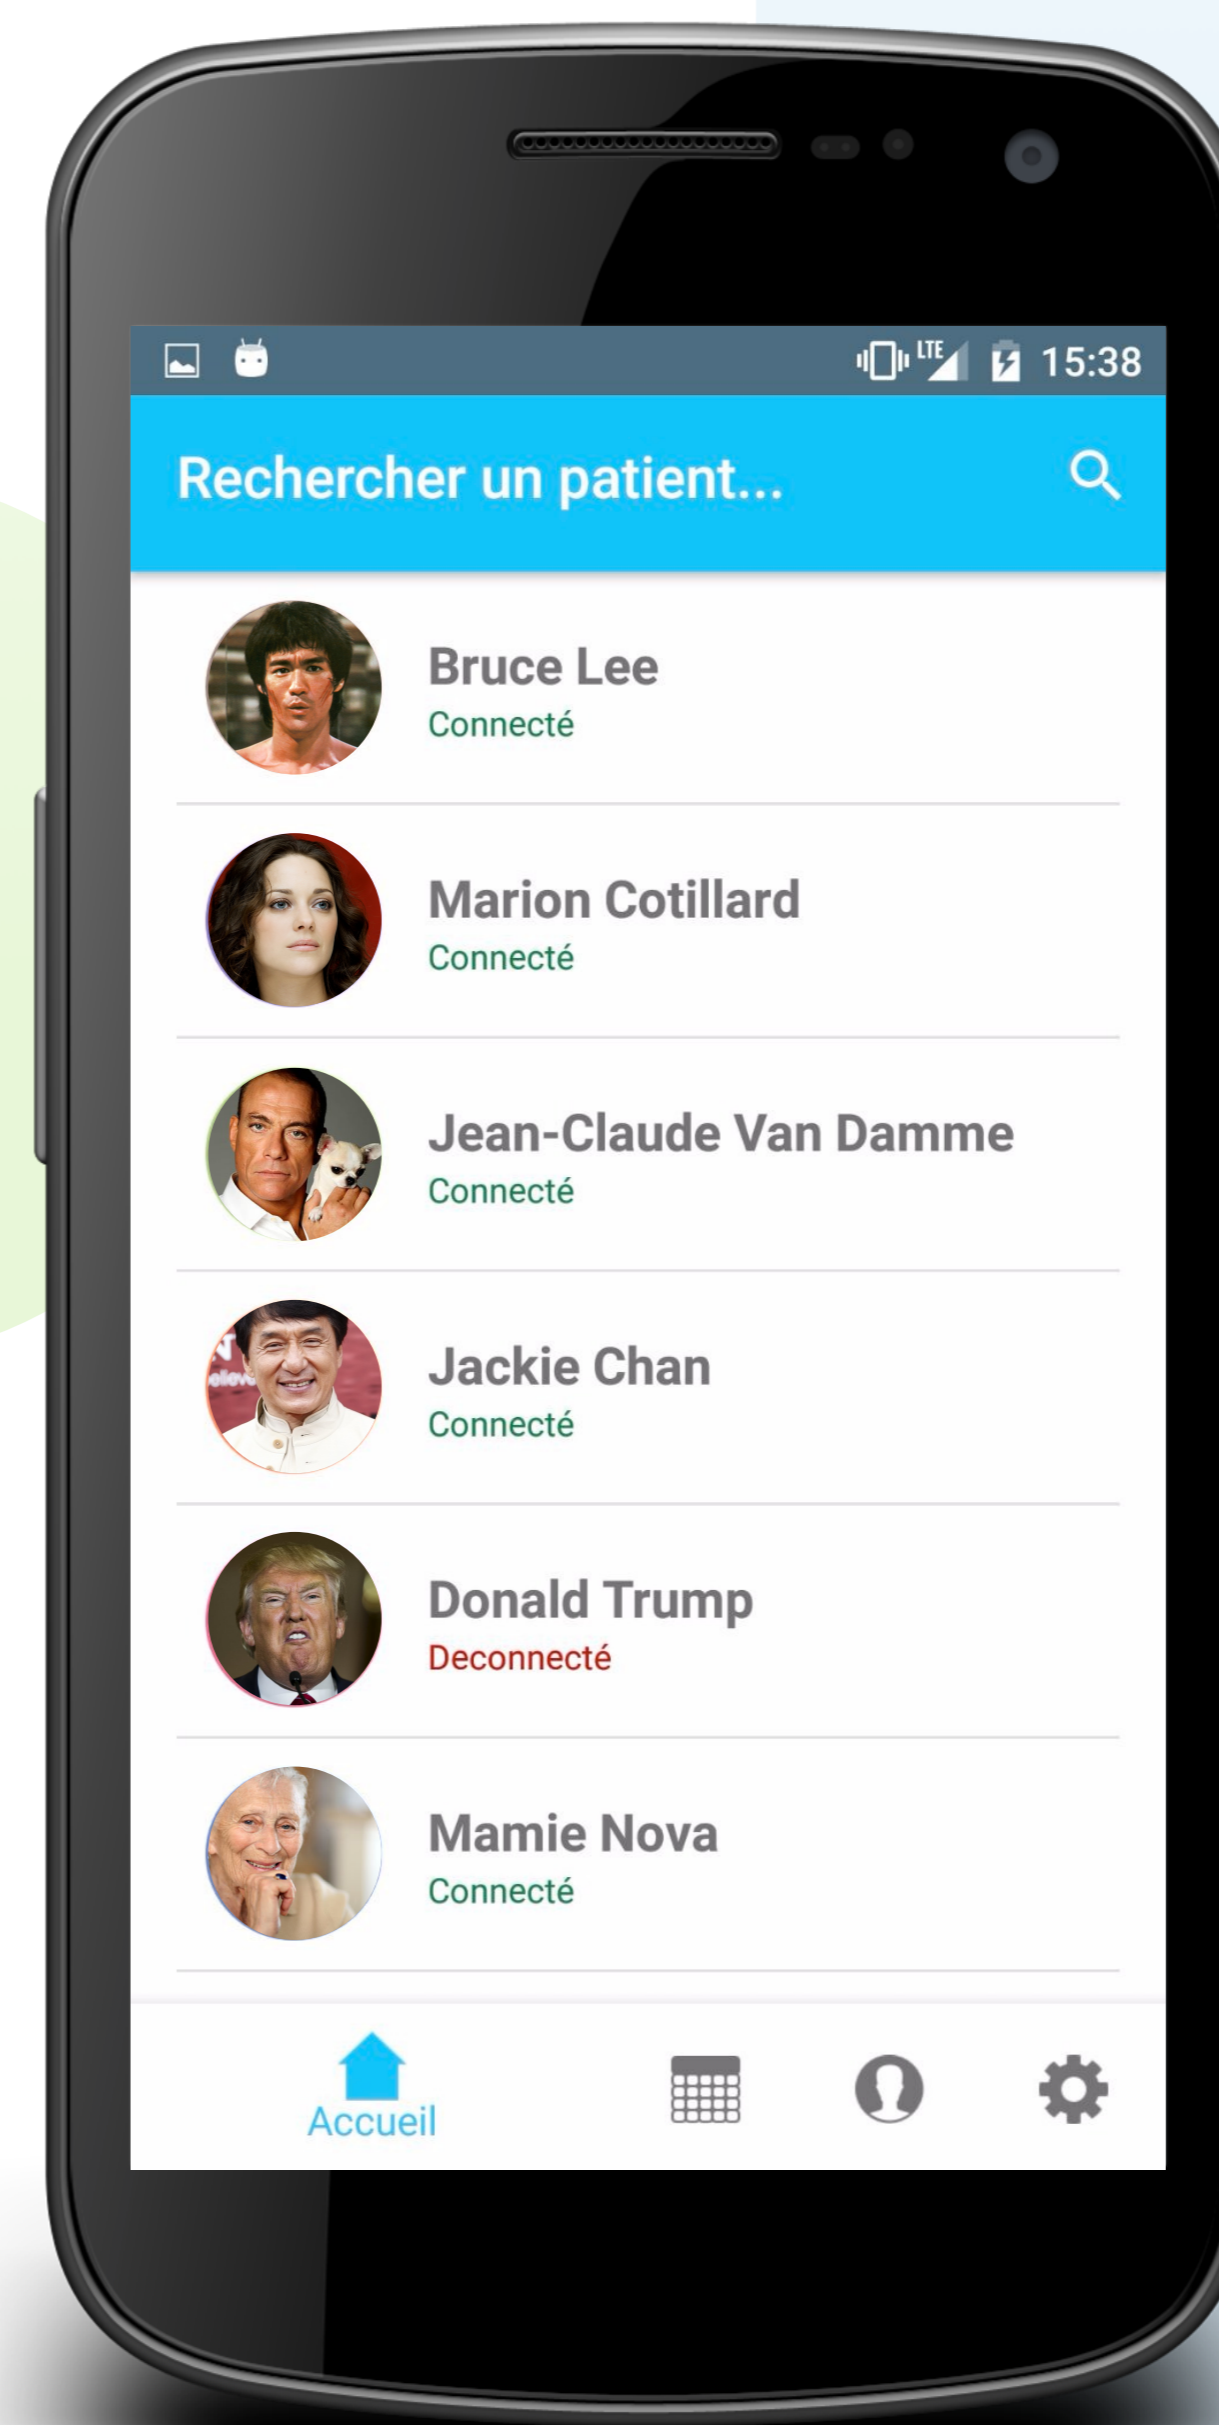 LTE 15:38
Rechercher un patient...
Bruce Lee
Connecté
Marion Cotillard
Connecté
Jean-Claude Van Damme
Connecté
Jackie Chan
Connecté
Donald Trump
Deconnecté
Mamie Nova
Connecté
Accueil